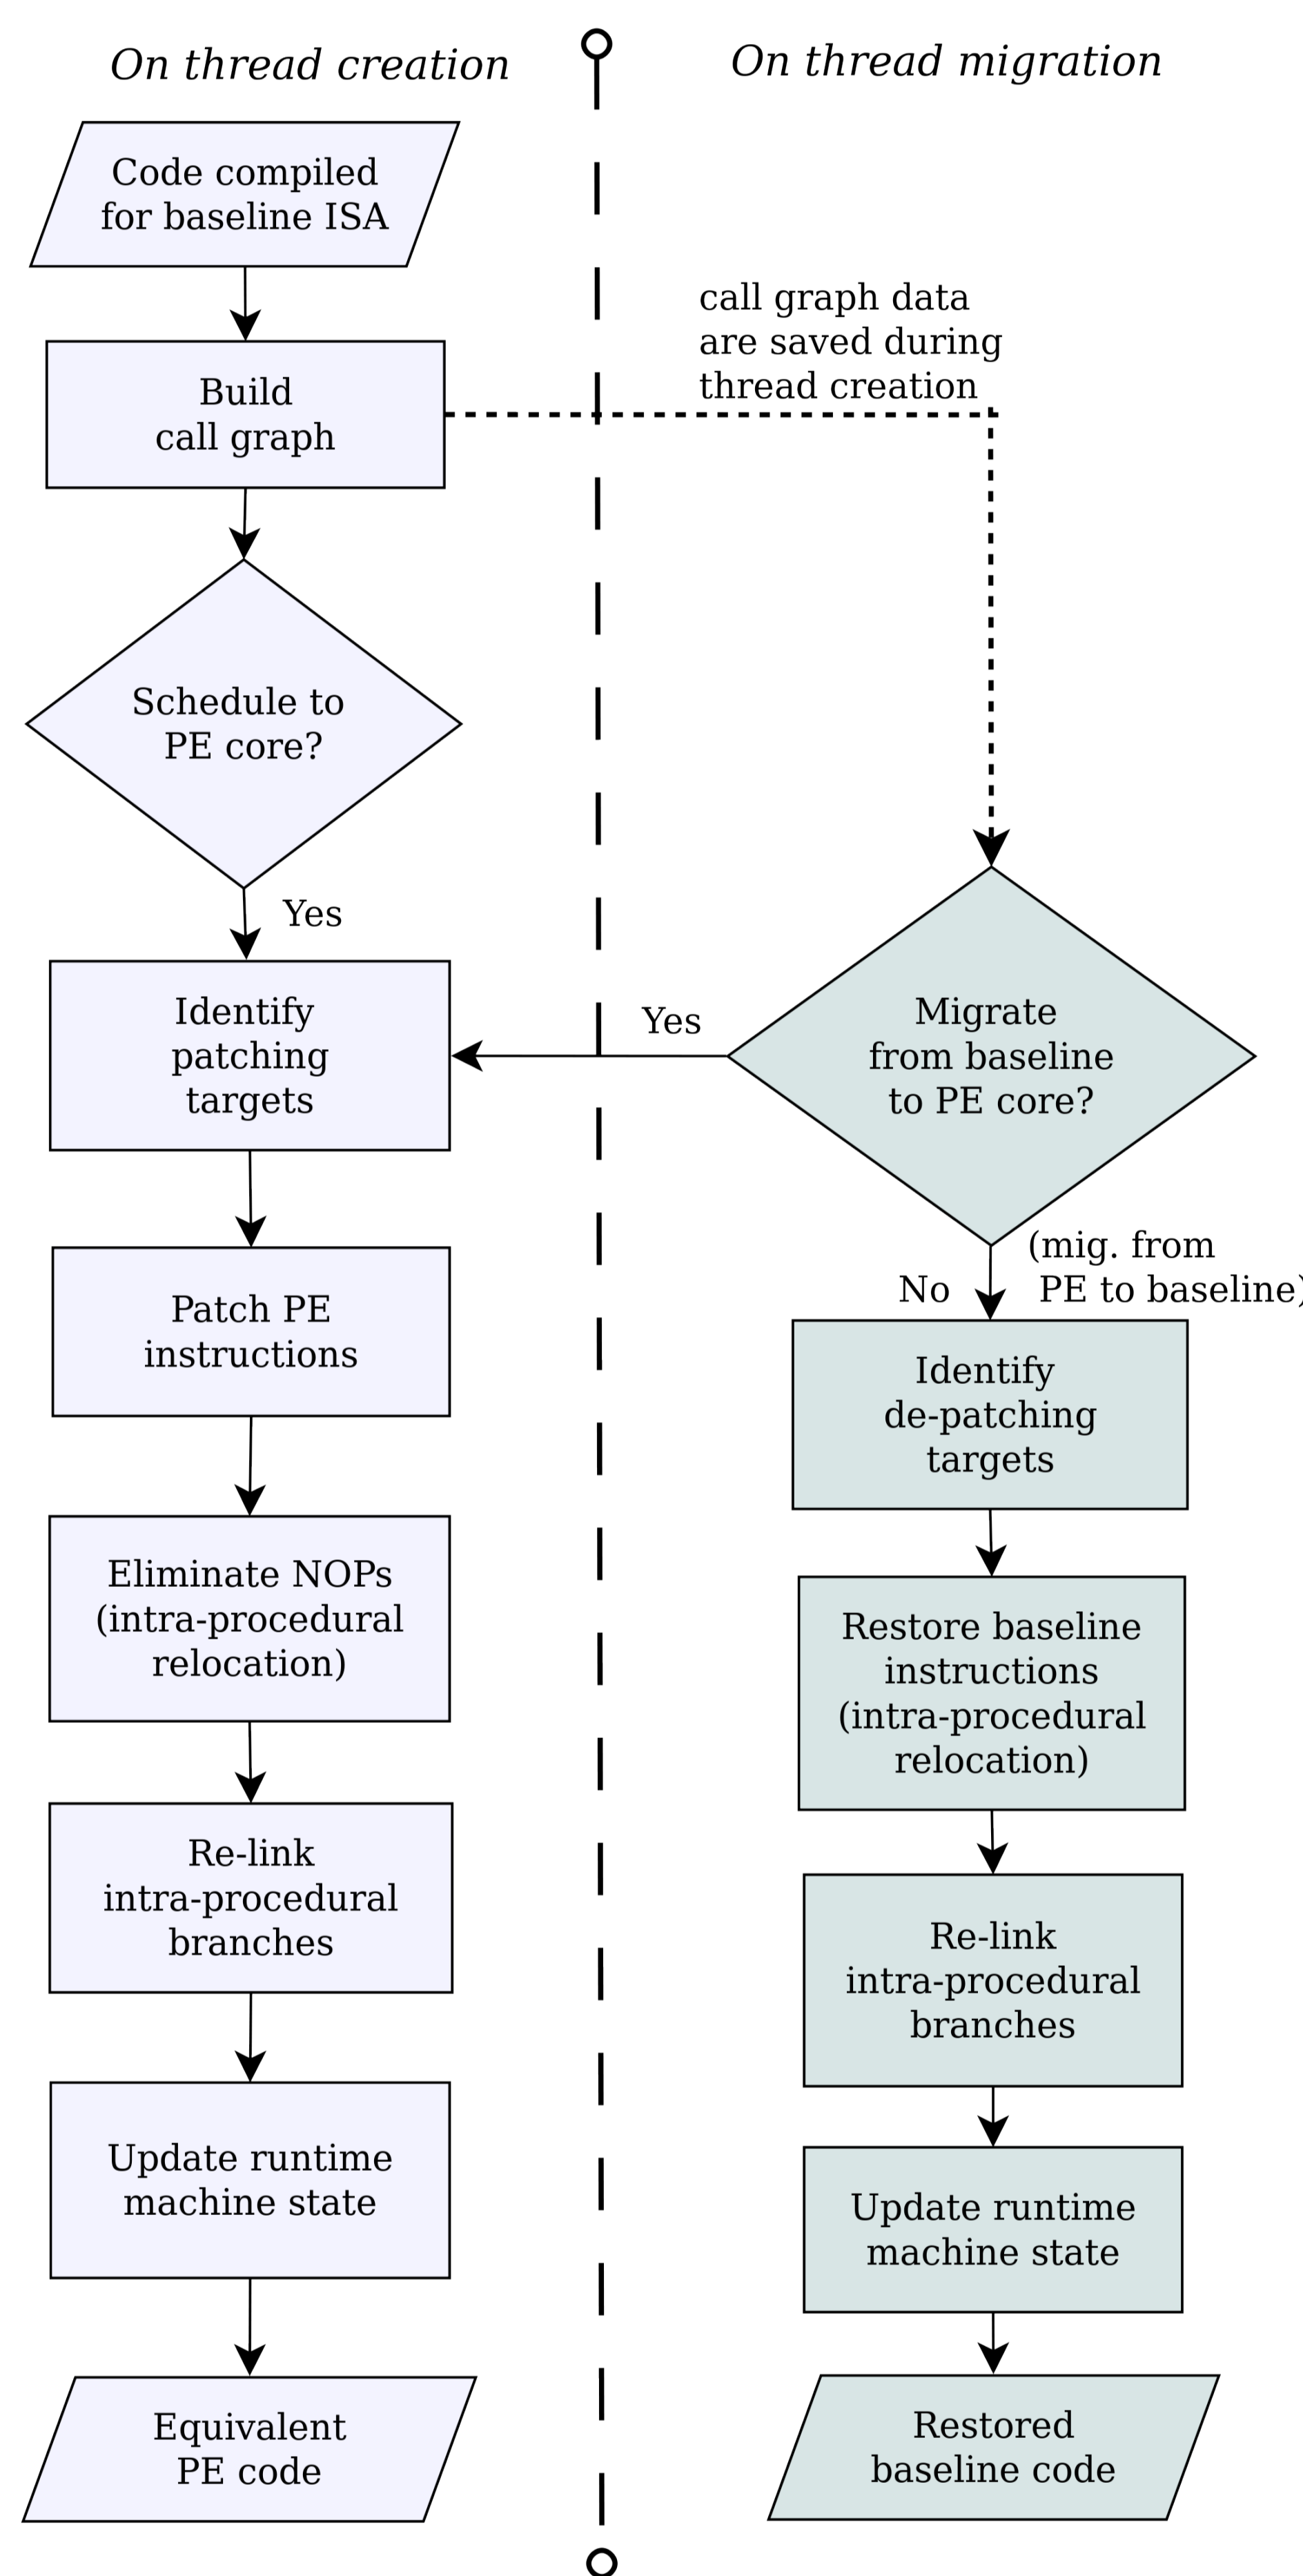 On thread creation
Code compiled
for baseline ISA
Build
call graph
Schedule to
PE core?
Yes
Identify
patching
targets
Patch PE
instructions
Eliminate NOPs
(intra-procedural
relocation)
Re-link
intra-procedural
branches
Update runtime
machine state
Equivalent
PE code
On thread migration
call graph data
are saved during
thread creation
Migrate
from baseline
to PE core?
Yes
No
(mig. from
PE to baseline)
Identify
de-patching
targets
Restore baseline
instructions
(intra-procedural
relocation)
Re-link
intra-procedural
branches
Update runtime
machine state
Restored
baseline code